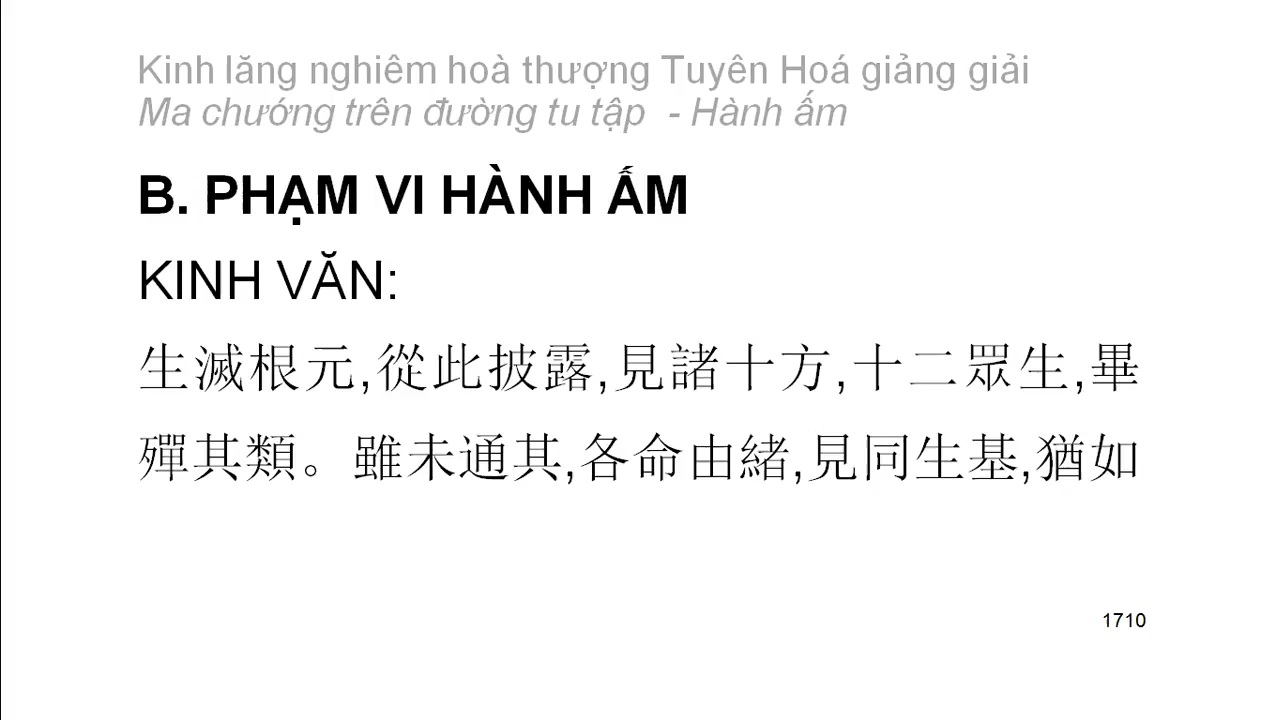 Kinh lăng nghiêm hoà thượng Tuyên Hoá giảng giải
Ma chướng trên đường tu tập - Hành ấm
B. PHẠM VI HÀNH ẤM
KINH VĂN:
生滅根元,從此披露,見諸十方,十二眾生,畢
殫其類。雖未通其,各命由緒,見同生基,猶如
1710